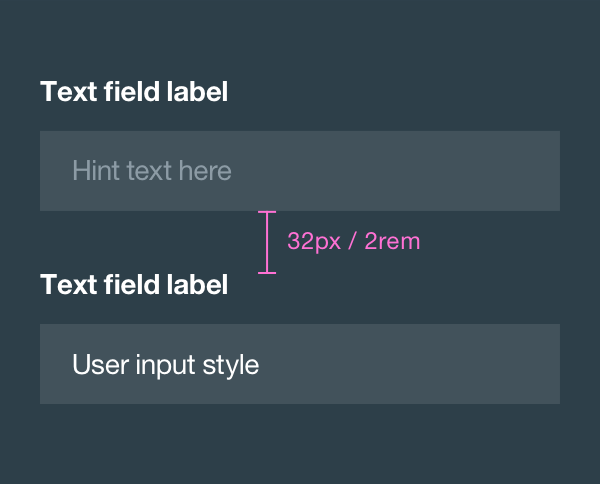 Text field label
Hint text here
32px / 2rem
Text field label
User input style